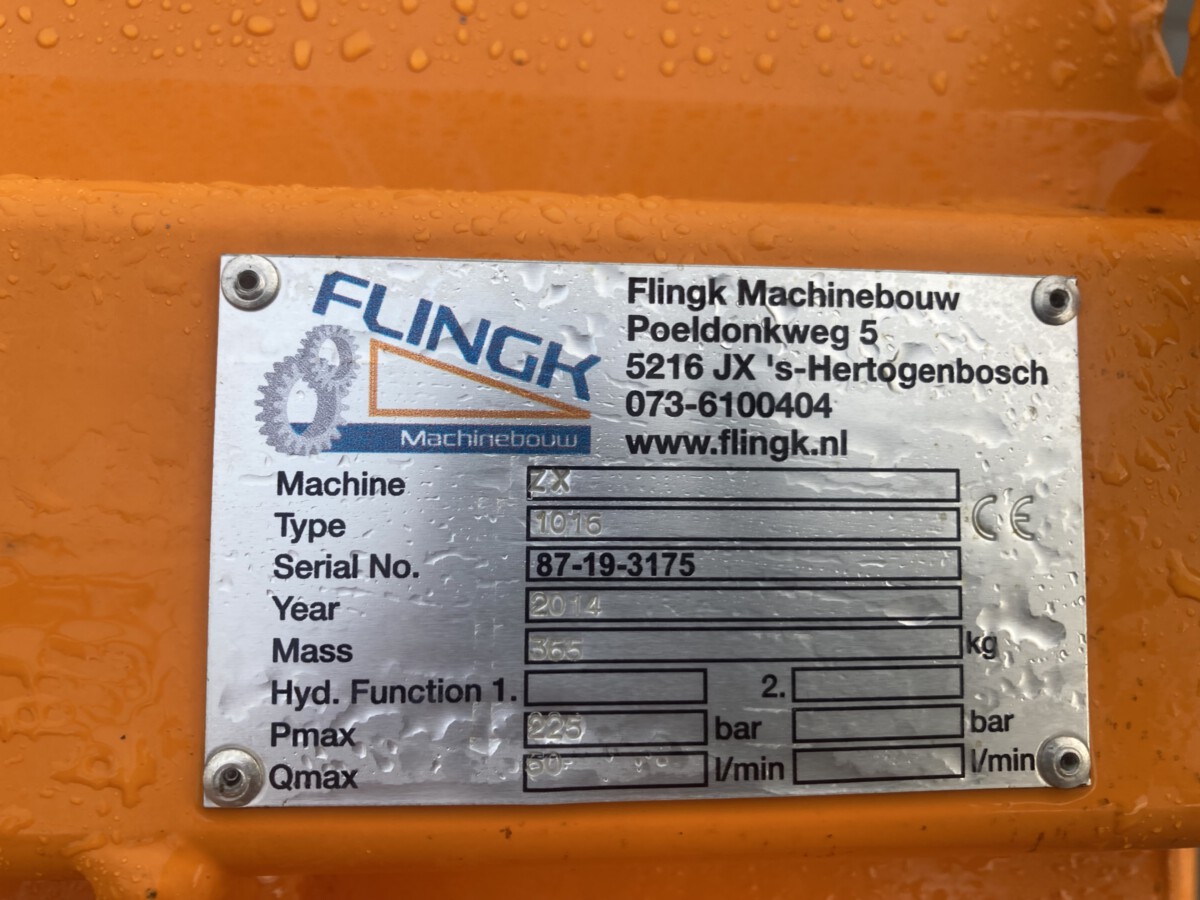 FLINGK
Machinebouw
Flingk Machinebouw
Poeldonkweg 5
5216 JX 's-Hertogenbosch
073-6100404
www.flingk.nl
Machine ZX
Type 1016 CE
Serial No. 87-19-3175
Year 2014
Mass 365 kg
Hyd. Function 1. 2.
Pmax 225 bar bar
Qmax 60 l/min l/min